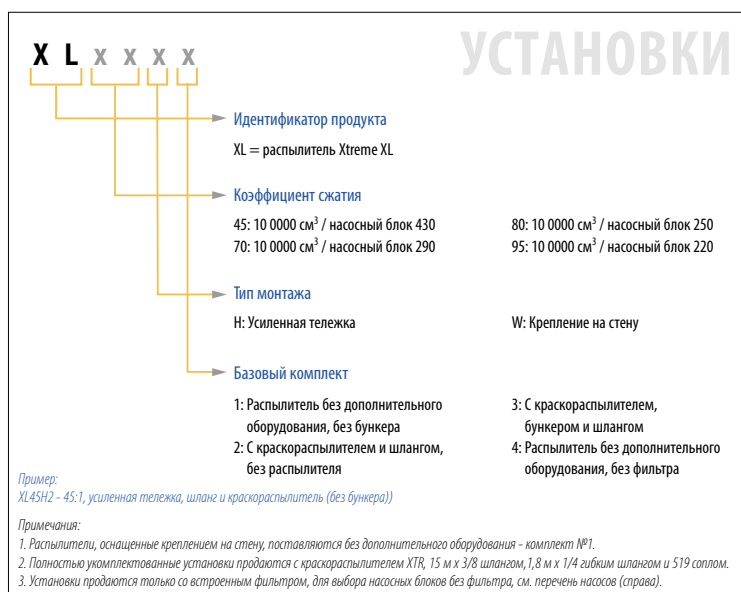 УСТАНОВКИ
X L x x x x
Идентификатор продукта
XL = распылитель Xtreme XL
Коэффициент сжатия
45: 10 0000 см³ / насосный блок 430
70: 10 0000 см³ / насосный блок 290
80: 10 0000 см³ / насосный блок 250
95: 10 0000 см³ / насосный блок 220
Тип монтажа
H: Усиленная тележка
W: Крепление на стену
Базовый комплект
1: Распылитель без дополнительного
оборудования, без бункера
2: С краскораспылителем и шлангом,
без распылителя
3: С краскораспылителем,
бункером и шлангом
4: Распылитель без дополнительного
оборудования, без фильтра
Пример:
XL45H2 - 45:1, усиленная тележка, шланг и краскораспылитель (без бункера))
Примечания:
1. Распылители, оснащенные креплением на стену, поставляются без дополнительного оборудования - комплект №1.
2. Полностью укомплектованные установки продаются с краскораспылителем XTR, 15 м x 3/8 шлангом,1,8 м x 1/4 гибким шлангом и 519 соплом.
3. Установки продаются только со встроенным фильтром, для выбора насосных блоков без фильтра, см. перечень насосов (справа).